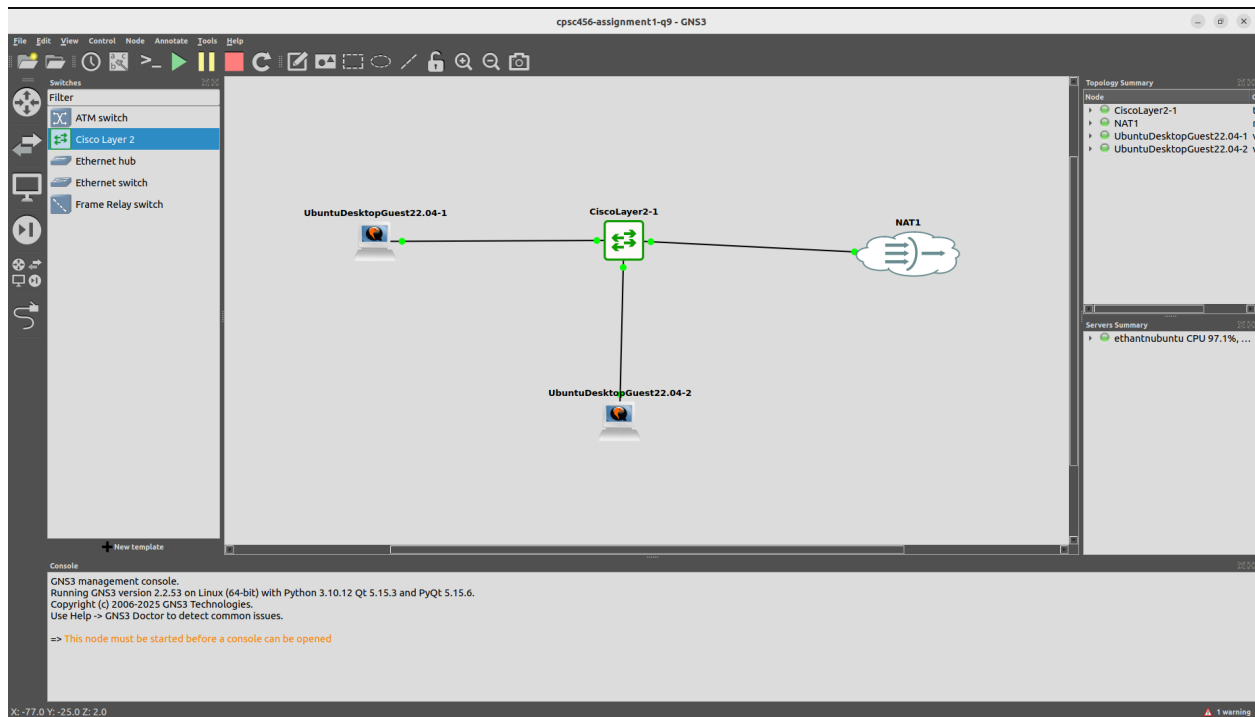 cpsc456-assignment1-q9 - GNS3
File Edit View Control Node Annotate Tools Help
Switches
Filter
ATM switch
Cisco Layer 2
Ethernet hub
Ethernet switch
Frame Relay switch
New template
UbuntuDesktopGuest22.04-1
CiscoLayer2-1
NAT1
UbuntuDesktopGuest22.04-2
Topology Summary
Node
CiscoLayer2-1
NAT1
UbuntuDesktopGuest22.04-1
UbuntuDesktopGuest22.04-2
Servers Summary
ethantnubuntu CPU 97.1%, ...
Console
GNS3 management console.
Running GNS3 version 2.2.53 on Linux (64-bit) with Python 3.10.12 Qt 5.15.3 and PyQt 5.15.6.
Copyright (c) 2006-2025 GNS3 Technologies.
Use Help -> GNS3 Doctor to detect common issues.
=> This node must be started before a console can be opened
X: -77.0 Y: -25.0 Z: 2.0
1 warning